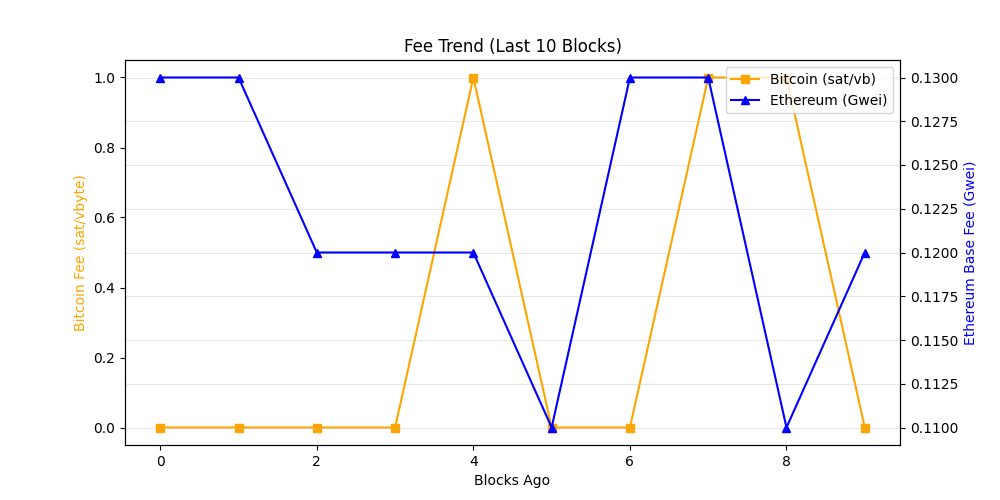 Fee Trend (Last 10 Blocks)
Bitcoin (sat/vb)
Ethereum (Gwei)
Bitcoin Fee (sat/vbyte)
1.0
0.8
0.6
0.4
0.2
0.0
0.1300
0.1275
0.1250
0.1225
0.1200
0.1175
0.1150
0.1125
0.1100
Ethereum Base Fee (Gwei)
0 2 4 6 8
Blocks Ago